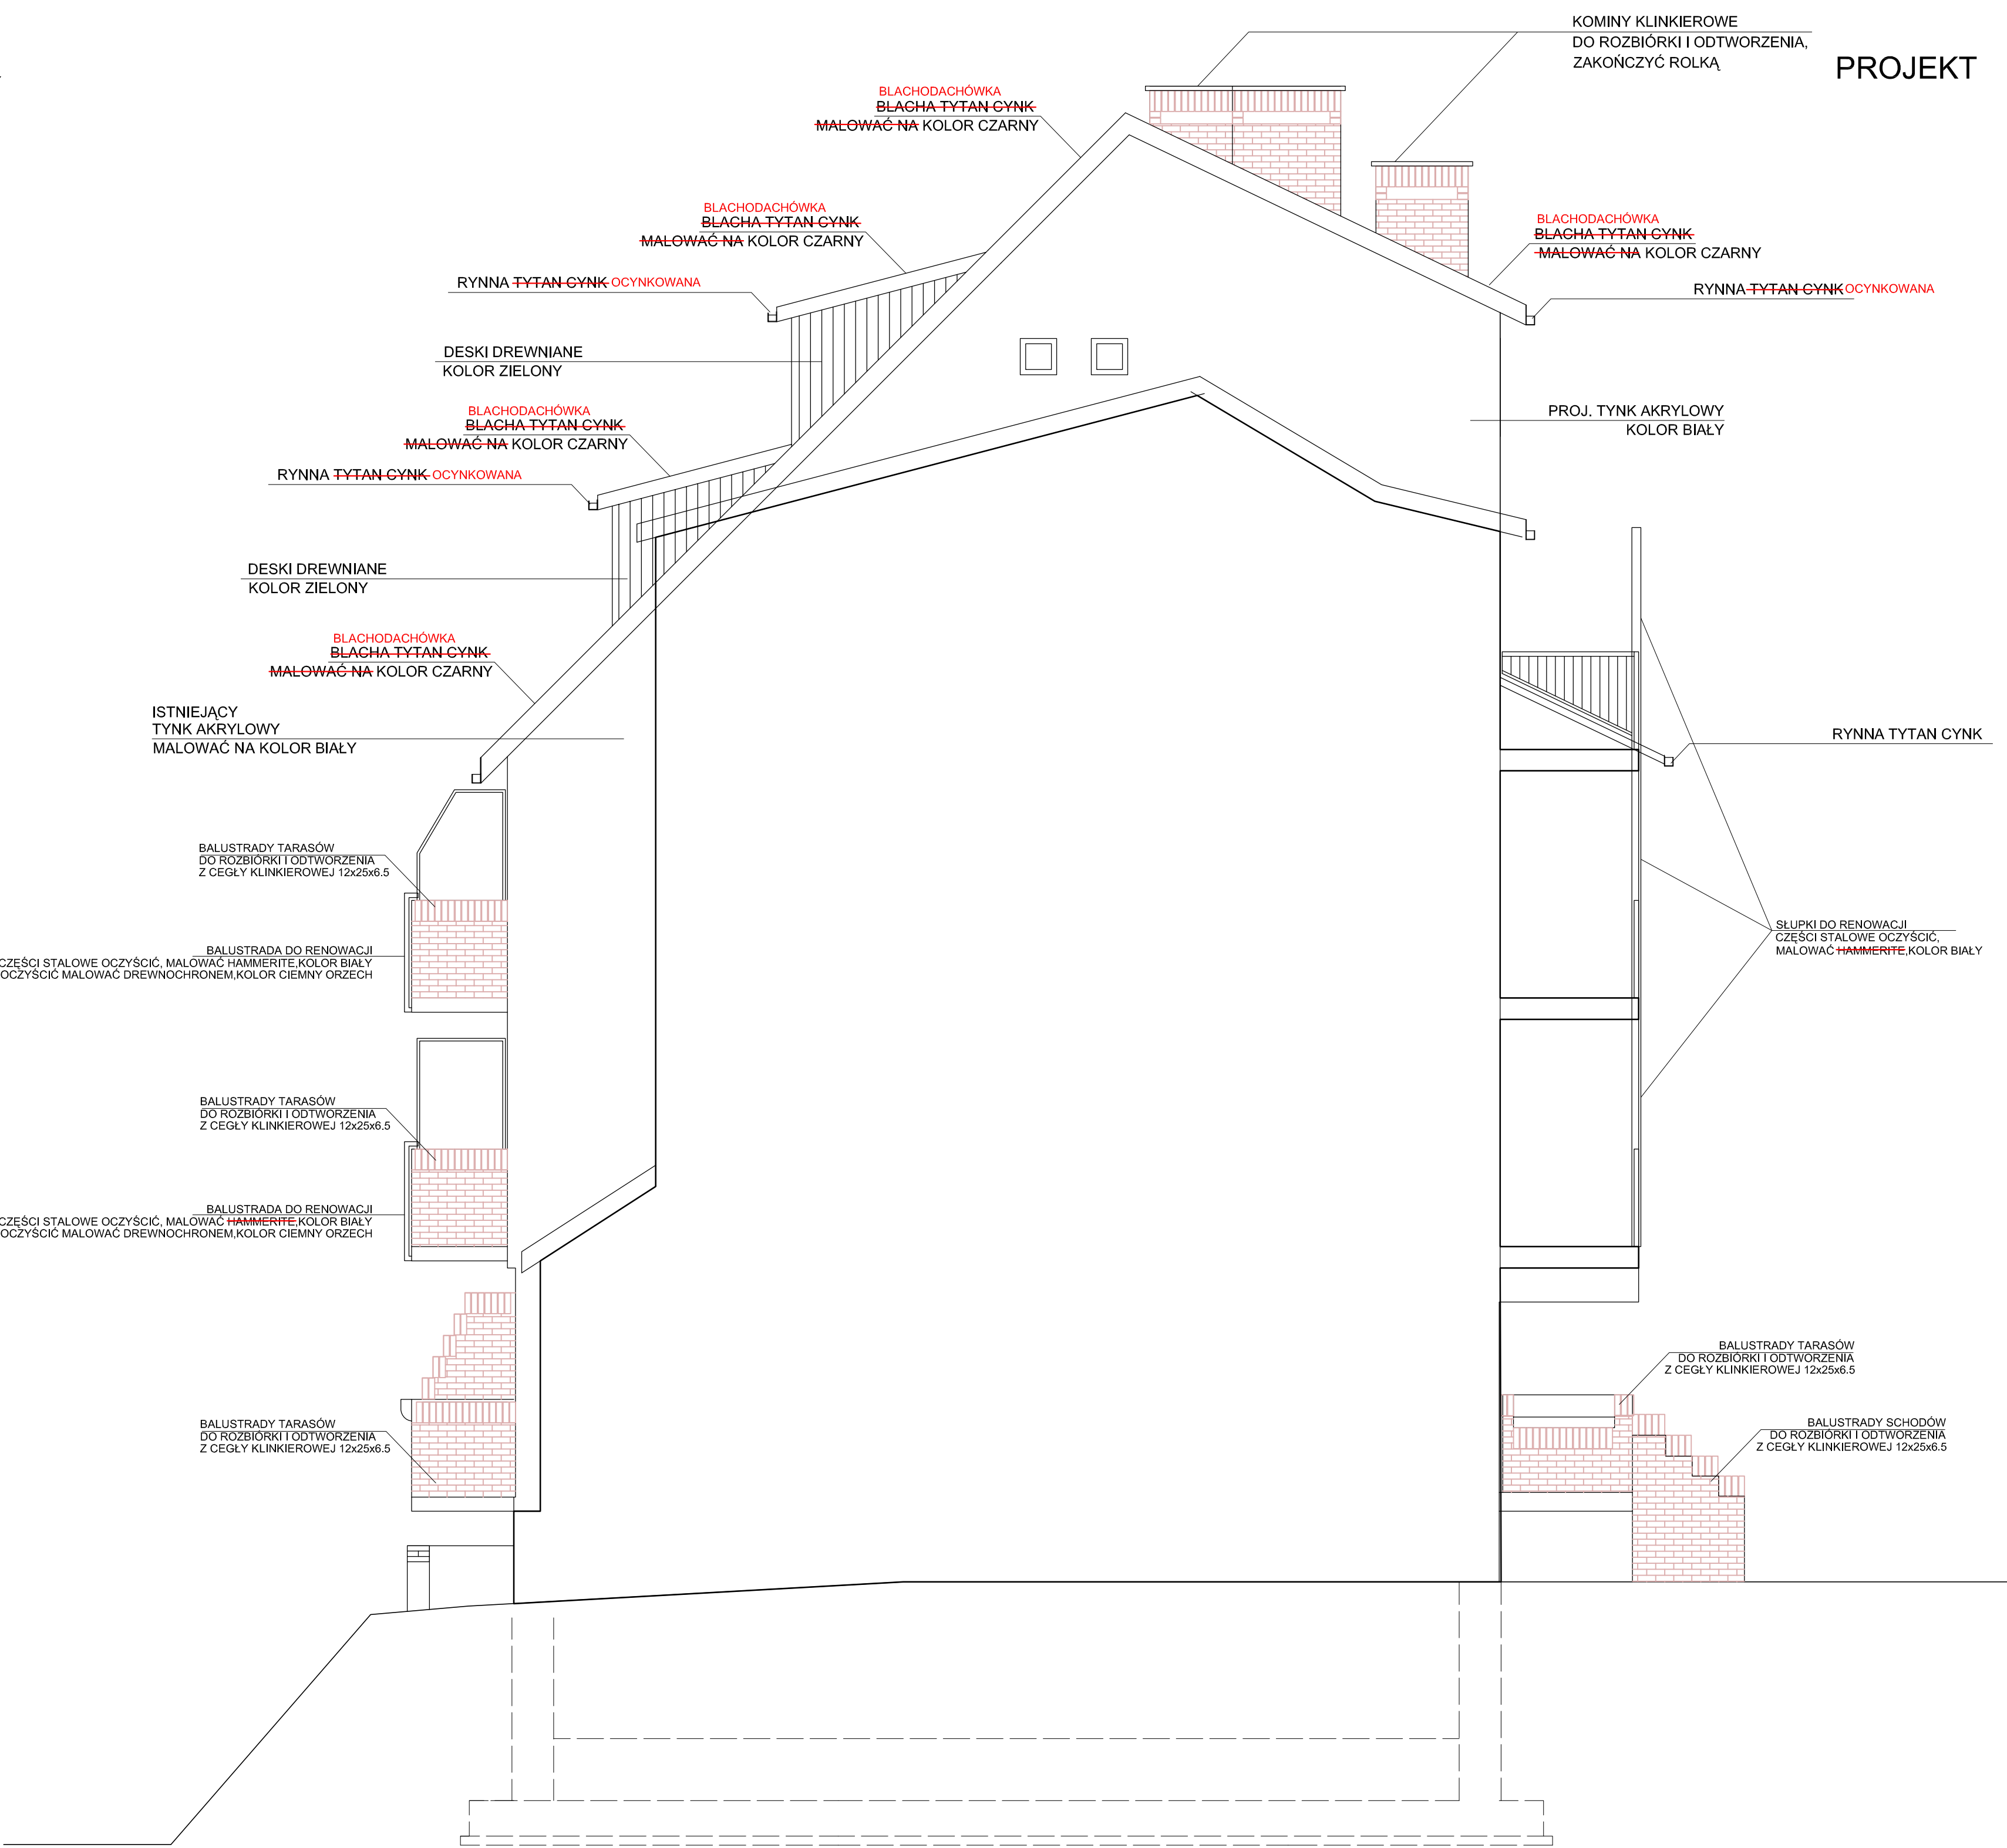 KOMINY KLINKIEROWE
DO ROZBIÓRKI I ODTWORZENIA,
ZAKOŃCZYĆ ROLKĄ
PROJEKT
BLACHODACHÓWKA
BLACHA TYTAN CYNK
MALOWAĆ NA KOLOR CZARNY
BLACHODACHÓWKA
BLACHA TYTAN CYNK
MALOWAĆ NA KOLOR CZARNY
BLACHODACHÓWKA
BLACHA TYTAN CYNK
MALOWAĆ NA KOLOR CZARNY
RYNNA TYTAN CYNK OCYNKOWANA
RYNNA TYTAN CYNK OCYNKOWANA
DESKI DREWNIANE
KOLOR ZIELONY
BLACHODACHÓWKA
BLACHA TYTAN CYNK
MALOWAĆ NA KOLOR CZARNY
PROJ. TYNK AKRYLOWY
KOLOR BIAŁY
RYNNA TYTAN CYNK OCYNKOWANA
DESKI DREWNIANE
KOLOR ZIELONY
BLACHODACHÓWKA
BLACHA TYTAN CYNK
MALOWAĆ NA KOLOR CZARNY
ISTNIEJĄCY
TYNK AKRYLOWY
MALOWAĆ NA KOLOR BIAŁY
RYNNA TYTAN CYNK
BALUSTRADY TARASÓW
DO ROZBIÓRKI I ODTWORZENIA
Z CEGŁY KLINKIEROWEJ 12x25x6.5
BALUSTRADA DO RENOWACJI
CZĘŚCI STALOWE OCZYŚCIĆ, MALOWAĆ HAMMERITE,KOLOR BIAŁY
OCZYŚCIĆ MALOWAĆ DREWNOCHRONEM,KOLOR CIEMNY ORZECH
SŁUPKI DO RENOWACJI
CZĘŚCI STALOWE OCZYŚCIĆ,
MALOWAĆ HAMMERITE,KOLOR BIAŁY
BALUSTRADY TARASÓW
DO ROZBIÓRKI I ODTWORZENIA
Z CEGŁY KLINKIEROWEJ 12x25x6.5
BALUSTRADA DO RENOWACJI
CZĘŚCI STALOWE OCZYŚCIĆ, MALOWAĆ HAMMERITE,KOLOR BIAŁY
OCZYŚCIĆ MALOWAĆ DREWNOCHRONEM,KOLOR CIEMNY ORZECH
BALUSTRADY TARASÓW
DO ROZBIÓRKI I ODTWORZENIA
Z CEGŁY KLINKIEROWEJ 12x25x6.5
BALUSTRADY TARASÓW
DO ROZBIÓRKI I ODTWORZENIA
Z CEGŁY KLINKIEROWEJ 12x25x6.5
BALUSTRADY SCHODÓW
DO ROZBIÓRKI I ODTWORZENIA
Z CEGŁY KLINKIEROWEJ 12x25x6.5